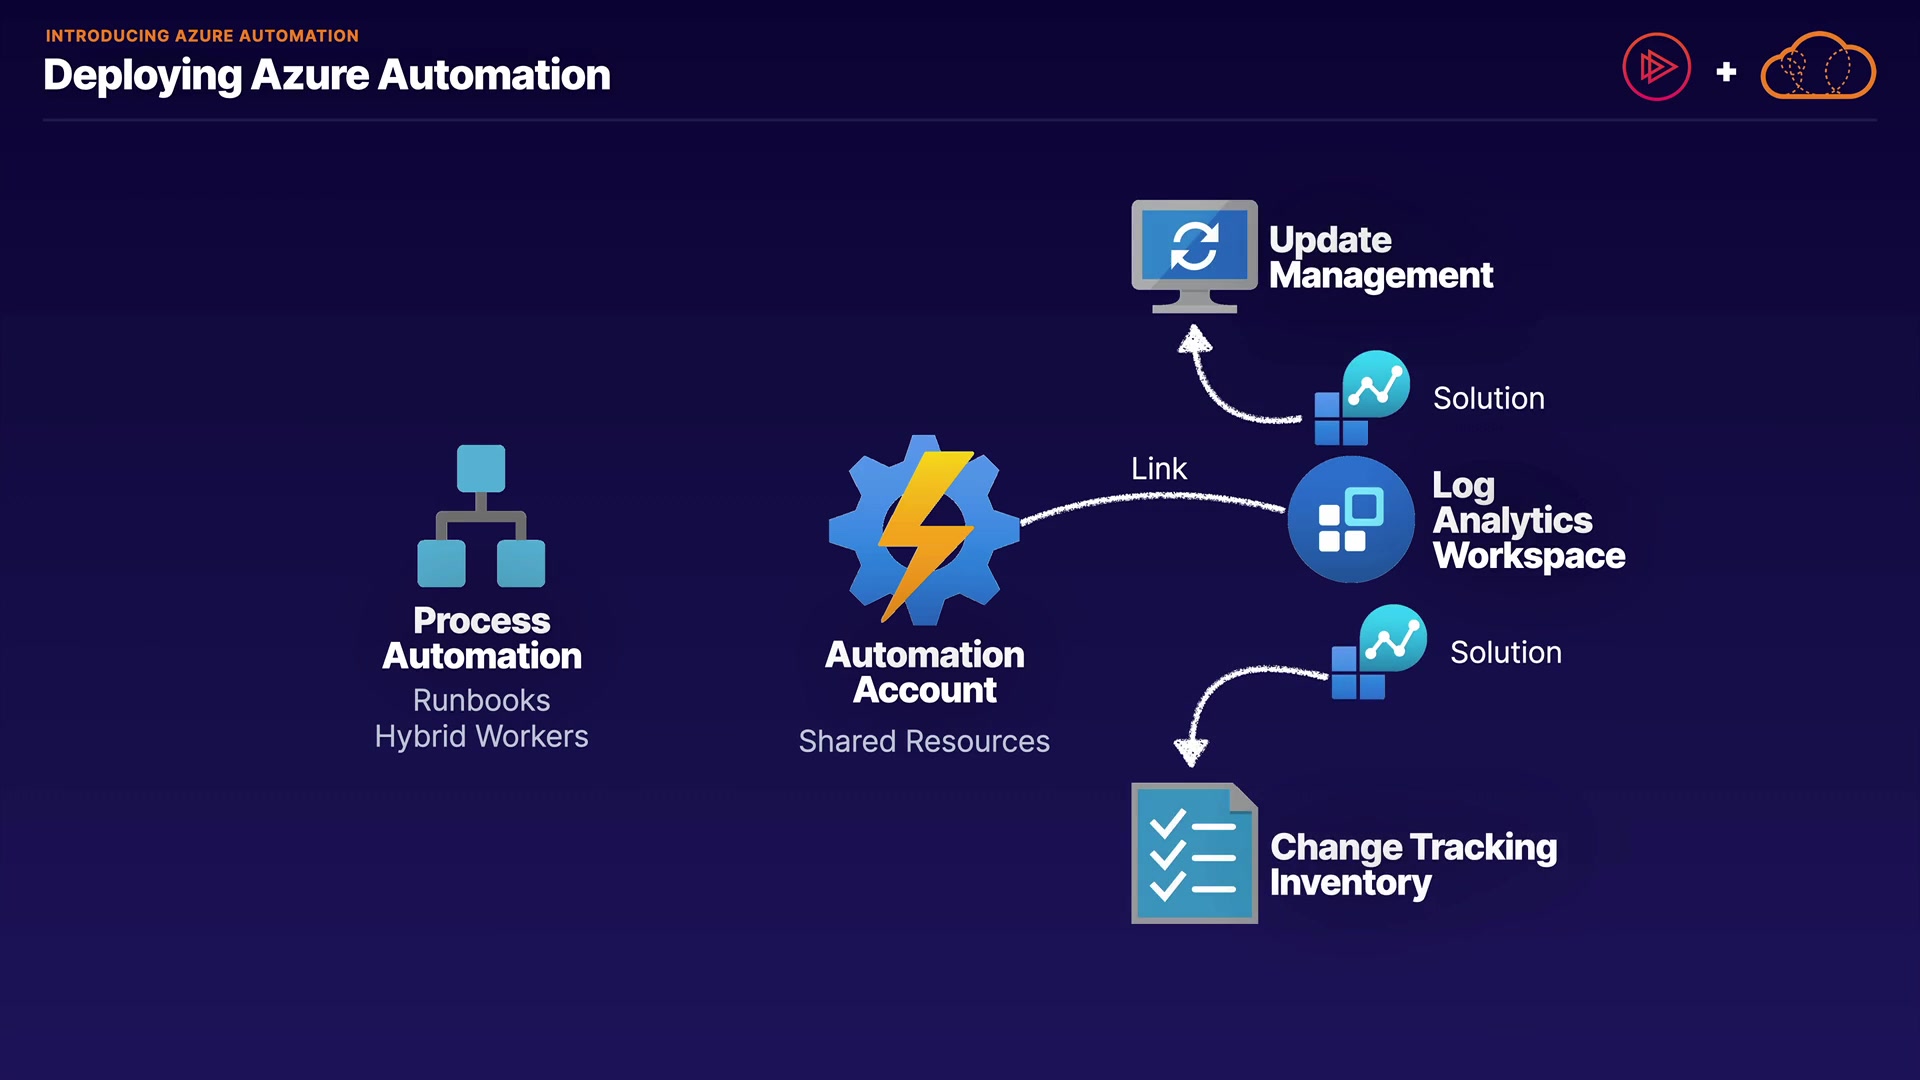 INTRODUCING AZURE AUTOMATION
Deploying Azure Automation
Update
Management
Solution
Link
Log
Analytics
Workspace
Process
Automation
Runbooks
Hybrid Workers
Automation
Account
Shared Resources
Solution
Change Tracking
Inventory